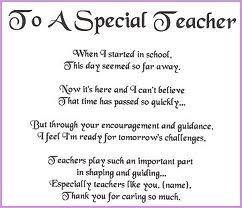 To A Special Teacher
When I started in school,
This day seemed so far away.
Now it's here and I can't believe
That time has passed so quickly...
But through your encouragement and guidance,
I feel I'm ready for tomorrow's challenges.
Teachers play such an important part
in shaping and guiding...
Especially teachers like you, (name),
Thank you for caring so much.